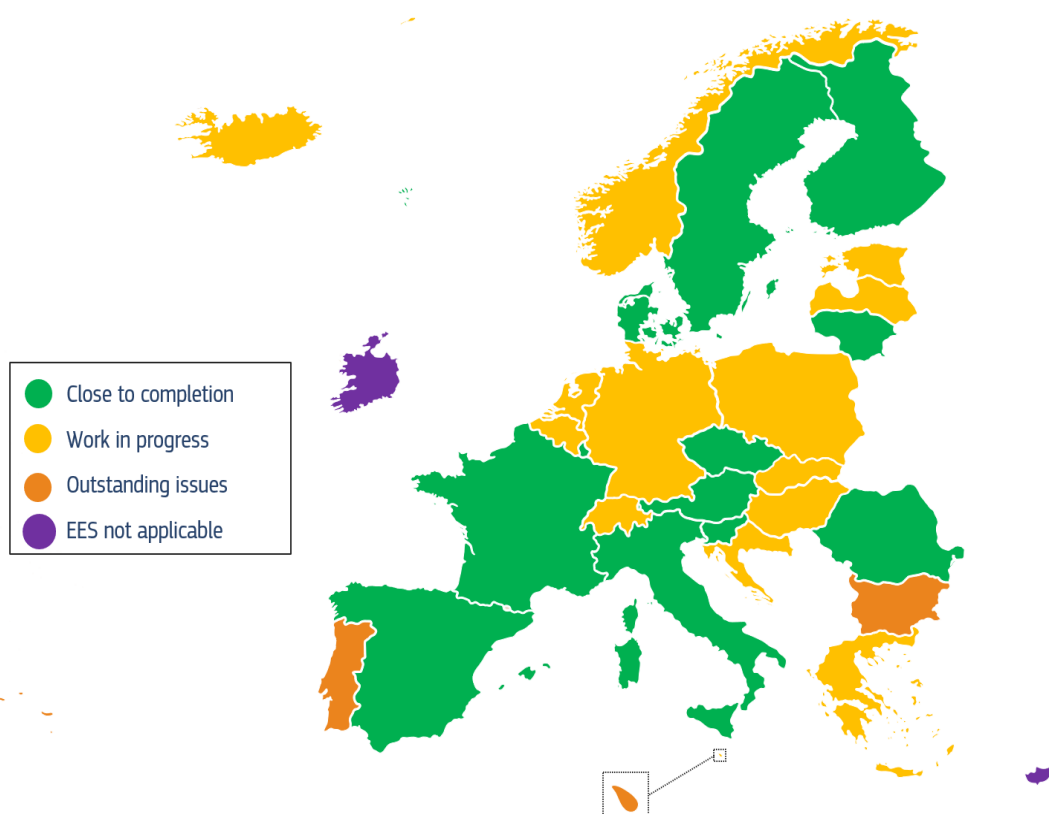 Close to completion
Work in progress
Outstanding issues
EES not applicable